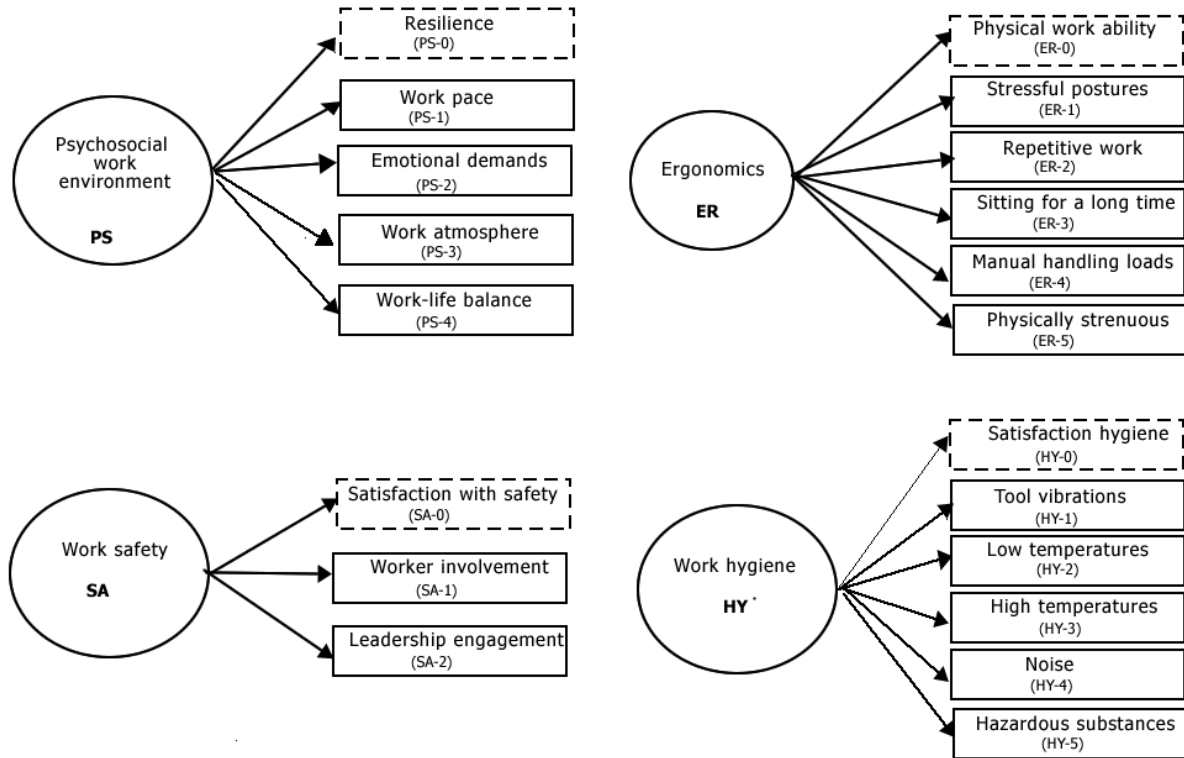 Psychosocial
work
environment
PS
Resilience
(PS-0)
Work pace
(PS-1)
Emotional demands
(PS-2)
Work atmosphere
(PS-3)
Work-life balance
(PS-4)
Ergonomics
ER
Physical work ability
(ER-0)
Stressful postures
(ER-1)
Repetitive work
(ER-2)
Sitting for a long time
(ER-3)
Manual handling loads
(ER-4)
Physically strenuous
(ER-5)
Work safety
SA
Satisfaction with safety
(SA-0)
Worker involvement
(SA-1)
Leadership engagement
(SA-2)
Work hygiene
HY
Satisfaction hygiene
(HY-0)
Tool vibrations
(HY-1)
Low temperatures
(HY-2)
High temperatures
(HY-3)
Noise
(HY-4)
Hazardous substances
(HY-5)